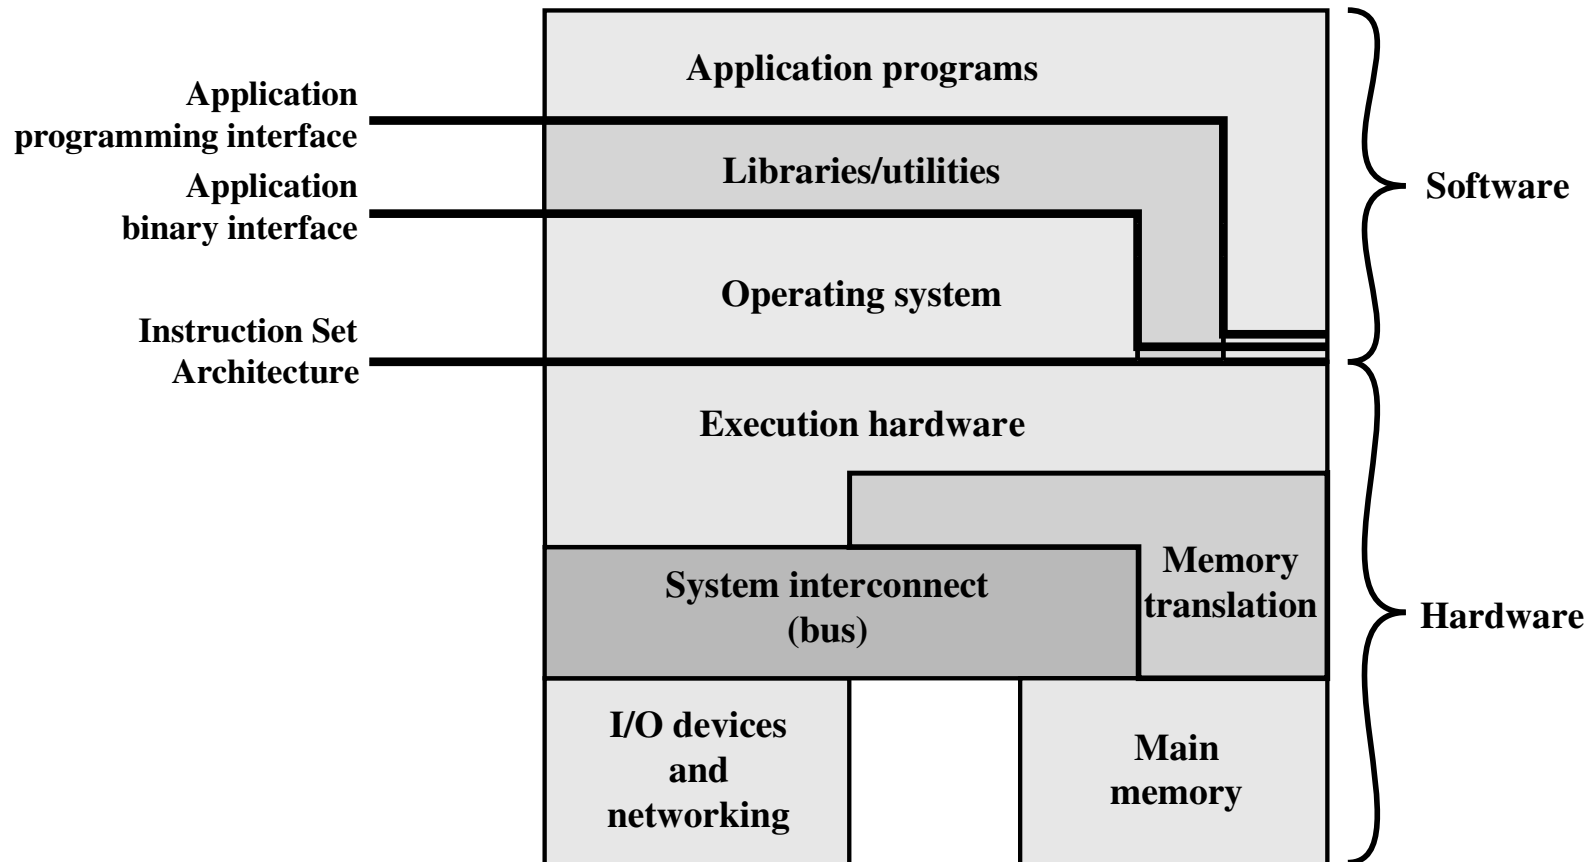 Application programs
Application
programming interface
Libraries/utilities
Application
binary interface
Software
Operating system
Instruction Set
Architecture
Execution hardware
Memory
translation
System interconnect
(bus)
Hardware
I/O devices
and
networking
Main
memory